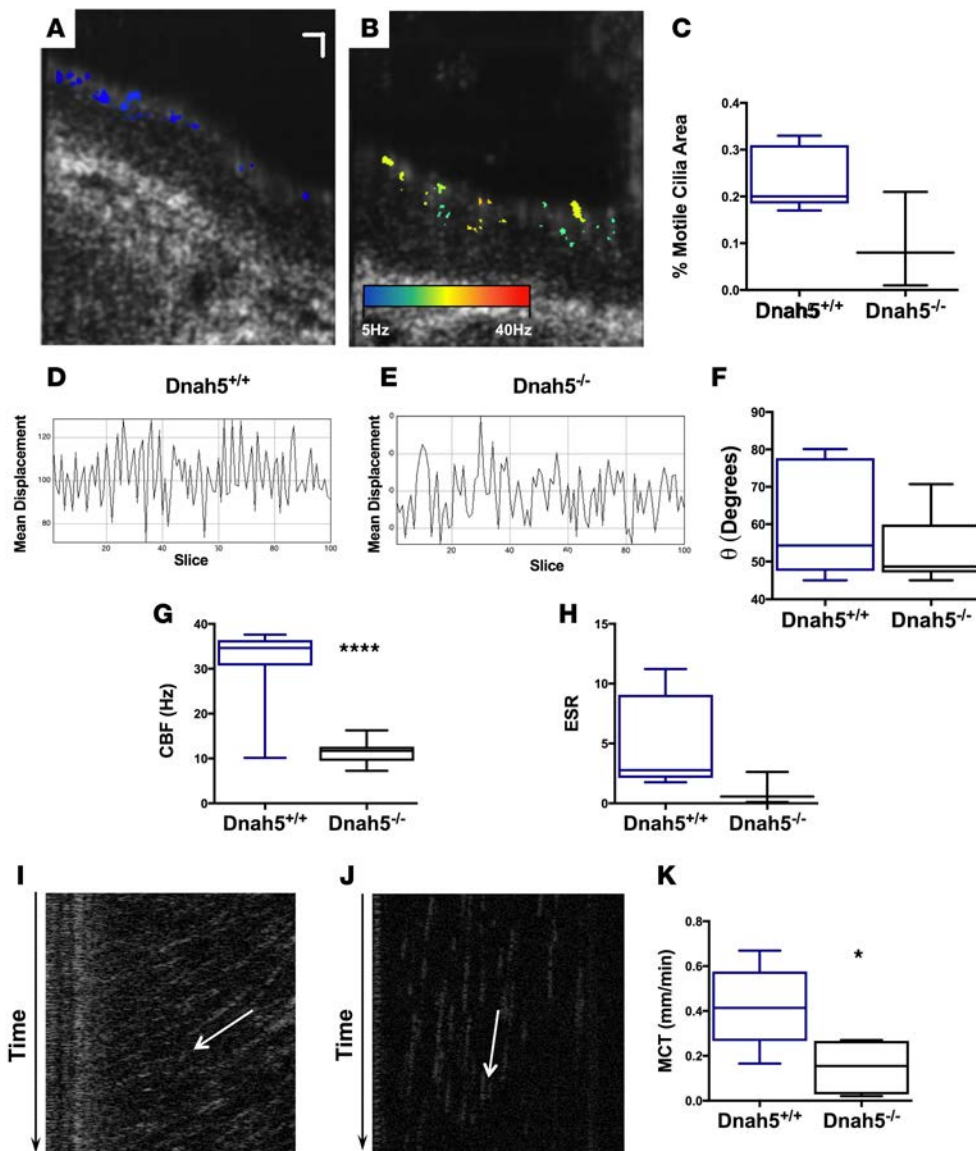 A
B
5Hz
40Hz
C
% Motile Cilia Area
0.4
0.3
0.2
0.1
0.0
Dnah5+/+
Dnah5-/-
D
Dnah5+/+
Mean Displacement
120
100
80
20
40
60
80
100
Slice
E
Dnah5-/-
Mean Displacement
0
0
0
20
40
60
80
100
Slice
F
θ (Degrees)
90
80
70
60
50
40
Dnah5+/+
Dnah5-/-
G
CBF (Hz)
40
30
20
10
0
****
Dnah5+/+
Dnah5-/-
H
ESR
15
10
5
0
Dnah5+/+
Dnah5-/-
I
Time
J
Time
K
MCT (mm/min)
0.8
0.6
0.4
0.2
0.0
*
Dnah5+/+
Dnah5-/-